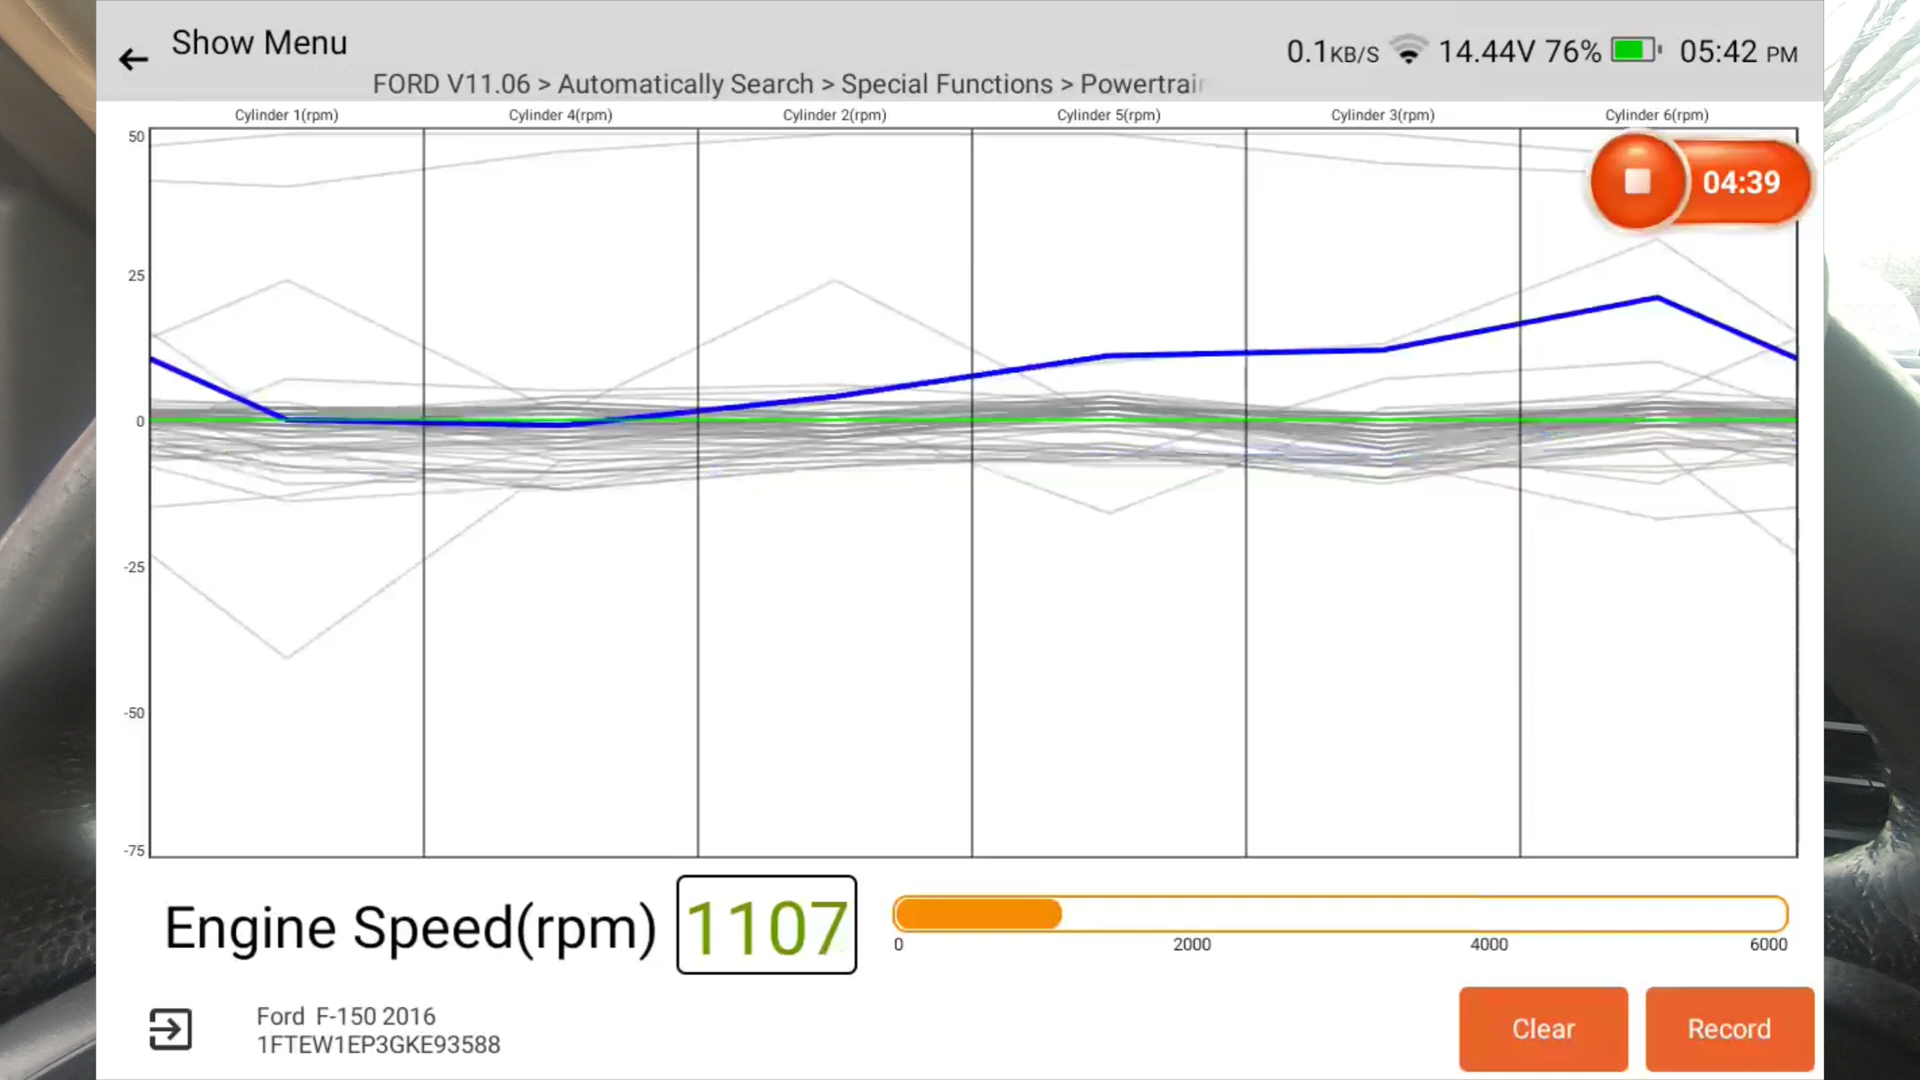 Show Menu
0.1KB/S 14.44V 76% 05:42 PM
FORD V11.06 > Automatically Search > Special Functions > Powertrain
Cylinder 1(rpm) Cylinder 4(rpm) Cylinder 2(rpm) Cylinder 5(rpm) Cylinder 3(rpm) Cylinder 6(rpm)
50
04:39
25
0
-25
-50
-75
Engine Speed(rpm) 1107
0 2000 4000 6000
Ford F-150 2016
1FTEW1EP3GKE93588
Clear Record